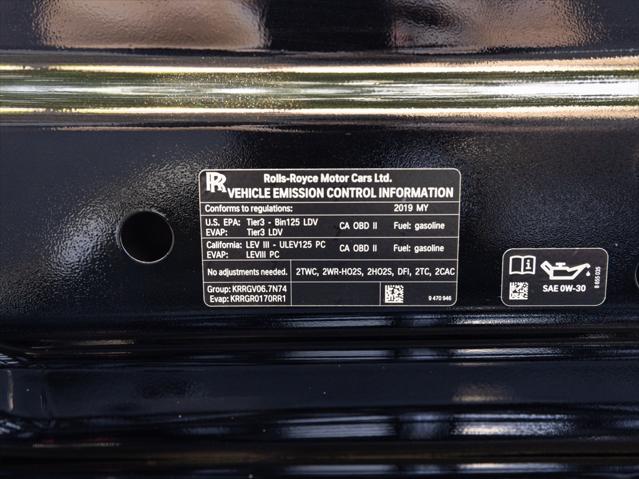 RR
Rolls-Royce Motor Cars Ltd.
VEHICLE EMISSION CONTROL INFORMATION
Conforms to regulations: 2019 MY
U.S. EPA: Tier3 - Bin125 LDV CA OBD II Fuel: gasoline
EVAP: Tier3 LDV
California: LEV III - ULEV125 PC CA OBD II Fuel: gasoline
EVAP: LEVIII PC
No adjustments needed. 2TWC, 2WR-HO2S, 2HO2S, DFI, 2TC, 2CAC
Group: KRRGV06.7N74
Evap: KRRGR0170RR1 9 470 946
SAE 0W-30
8 655 025